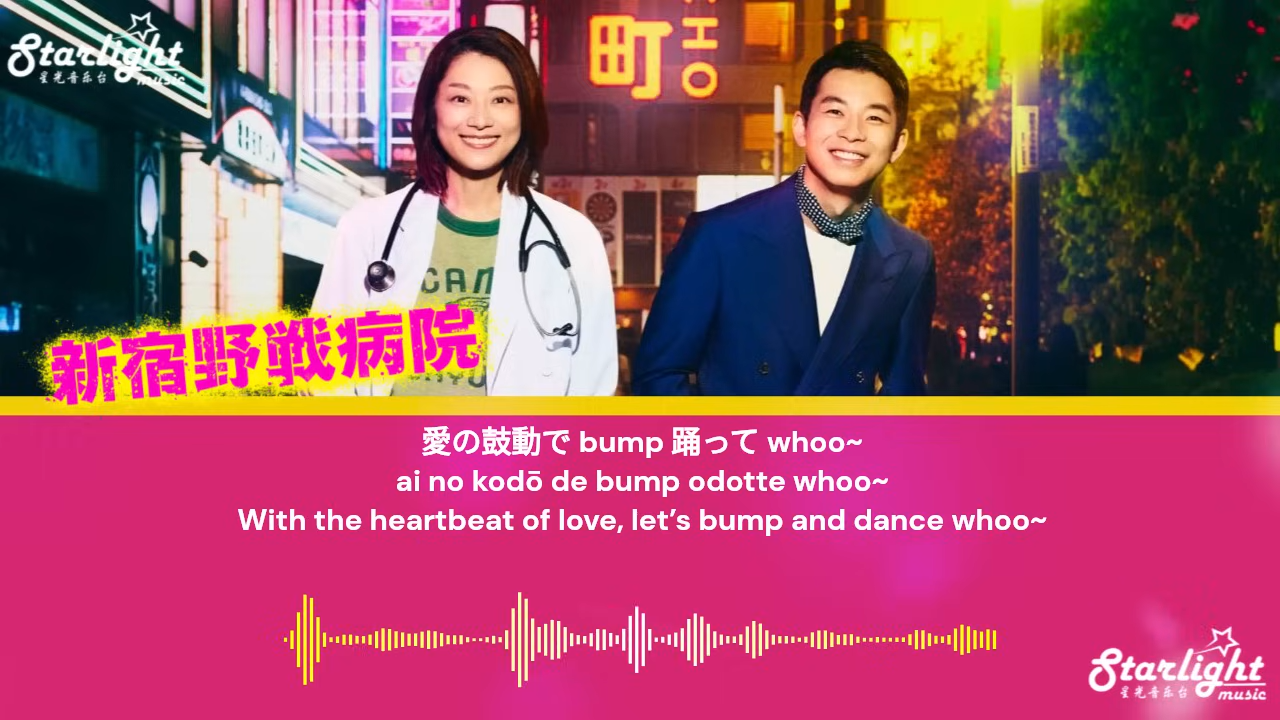 Starlight
星光音乐台 music
町
CHO
CAN
新宿野戦病院
愛の鼓動で bump 踊って whoo~
ai no kodō de bump odotte whoo~
With the heartbeat of love, let’s bump and dance whoo~
Starlight
星光音乐台 music